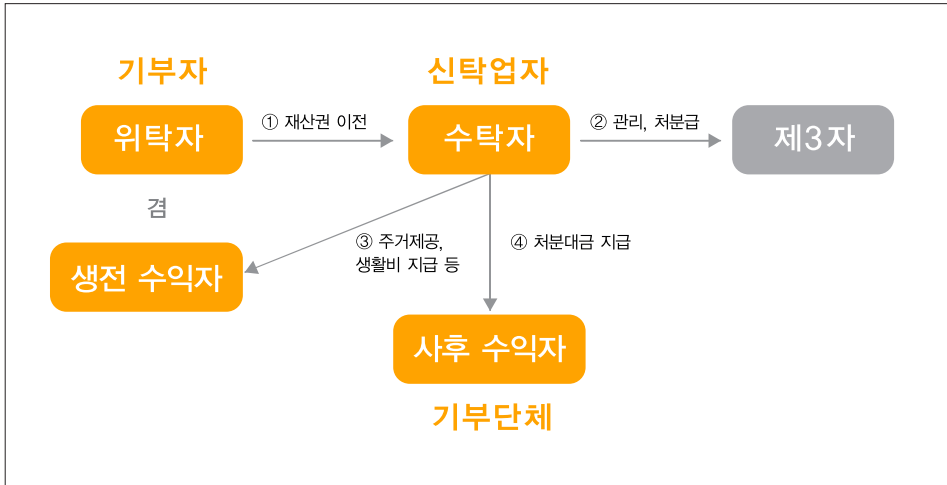 기부자
신탁업자
위탁자
① 재산권 이전
수탁자
② 관리, 처분급
제3자
겸
생전 수익자
③ 주거제공,
생활비 지급 등
④ 처분대금 지급
사후 수익자
기부단체